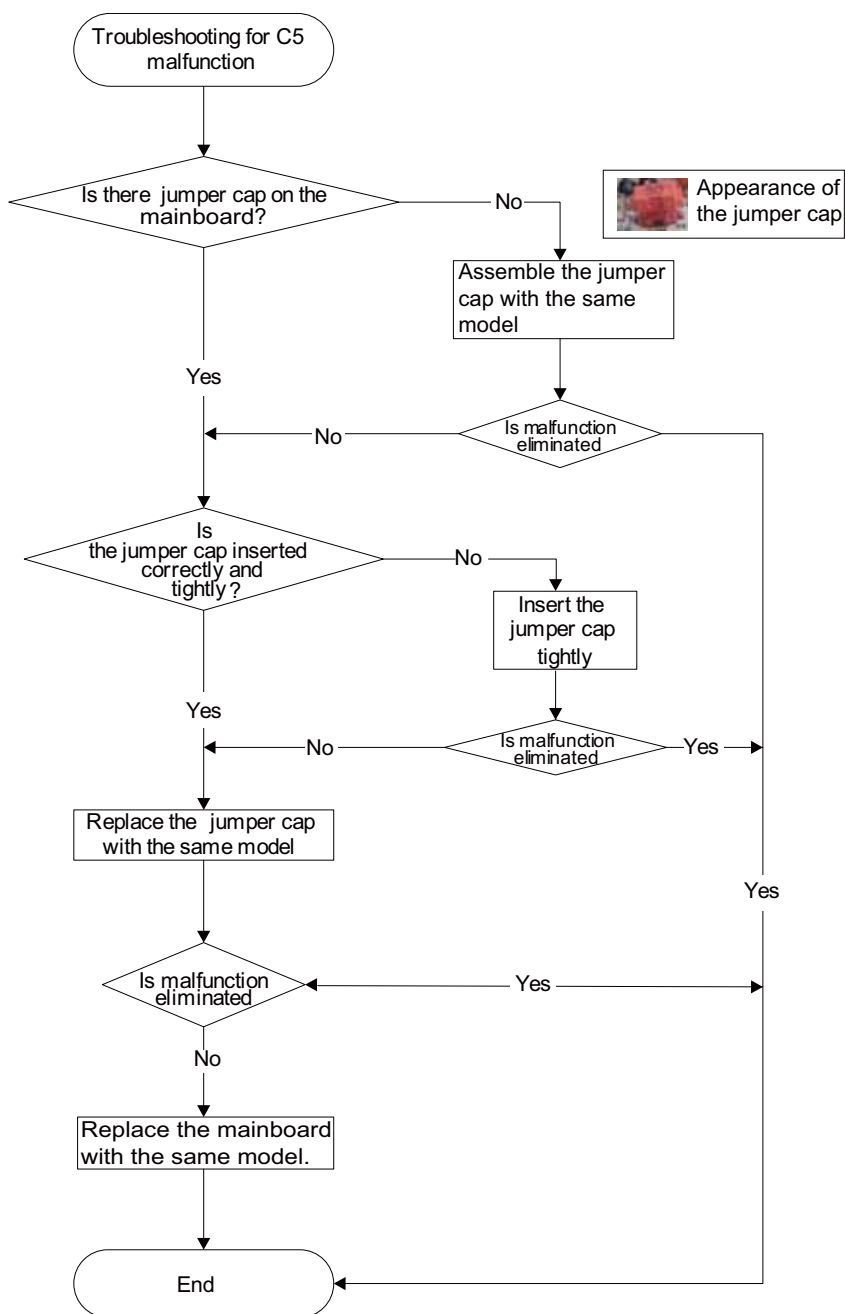 Troubleshooting for C5
malfunction
Is there jumper cap on the
mainboard?
No
Appearance of
the jumper cap
Assemble the jumper
cap with the same
model
Yes
Is malfunction
eliminated
No
Is
the jumper cap inserted
correctly and
tightly?
No
Insert the
jumper cap
tightly
Yes
Is malfunction
eliminated
No
Yes
Replace the jumper cap
with the same model
Yes
Is malfunction
eliminated
Yes
No
Replace the mainboard
with the same model.
End